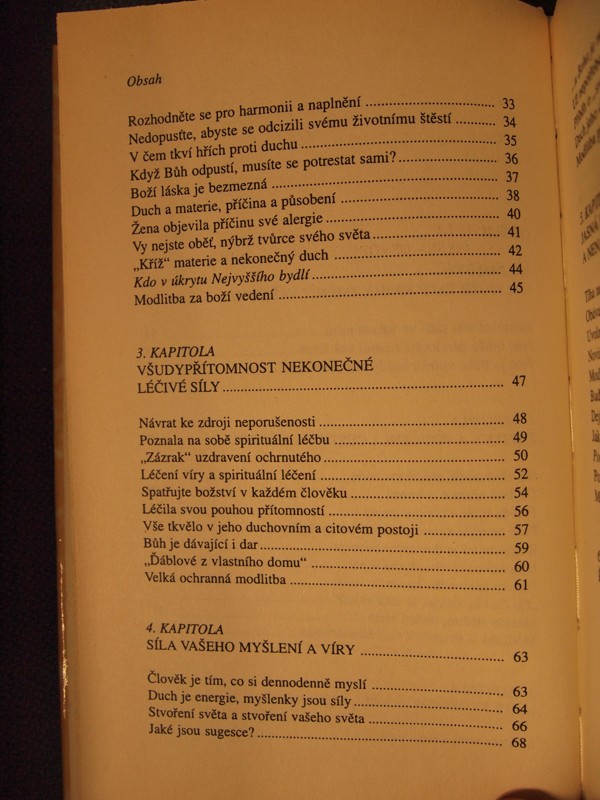 Obsah
Rozhodněte se pro harmonii a naplnění ........ 33
Nedopusťte, abyste se odcizili svému životnímu štěstí ........ 34
V čem tkví hřích proti duchu ........ 35
Když Bůh odpustí, musíte se potrestat sami? ........ 36
Boží láska je bezmezná ........ 37
Duch a materie, příčina a působení ........ 38
Žena objevila příčinu své alergie ........ 40
Vy nejste oběť, nýbrž tvůrce svého světa ........ 41
„Kříž" materie a nekonečný duch ........ 42
Kdo v úkrytu Nejvyššího bydlí ........ 44
Modlitba za boží vedení ........ 45
3. KAPITOLA
VŠUDYPŘÍTOMNOST NEKONEČNÉ
LÉČIVÉ SÍLY ........ 47
Návrat ke zdroji neporušenosti ........ 48
Poznala na sobě spirituální léčbu ........ 49
„Zázrak" uzdravení ochrnutého ........ 50
Léčení víry a spirituální léčení ........ 52
Spatřujte božství v každém člověku ........ 54
Léčila svou pouhou přítomností ........ 56
Vše tkvělo v jeho duchovním a citovém postoji ........ 57
Bůh je dávající i dar ........ 59
„Ďáblové z vlastního domu" ........ 60
Velká ochranná modlitba ........ 61
4. KAPITOLA
SÍLA VAŠEHO MYŠLENÍ A VÍRY ........ 63
Člověk je tím, co si dennodenně myslí ........ 63
Duch je energie, myšlenky jsou síly ........ 64
Stvoření světa a stvoření vašeho světa ........ 66
Jaké jsou sugesce? ........ 68